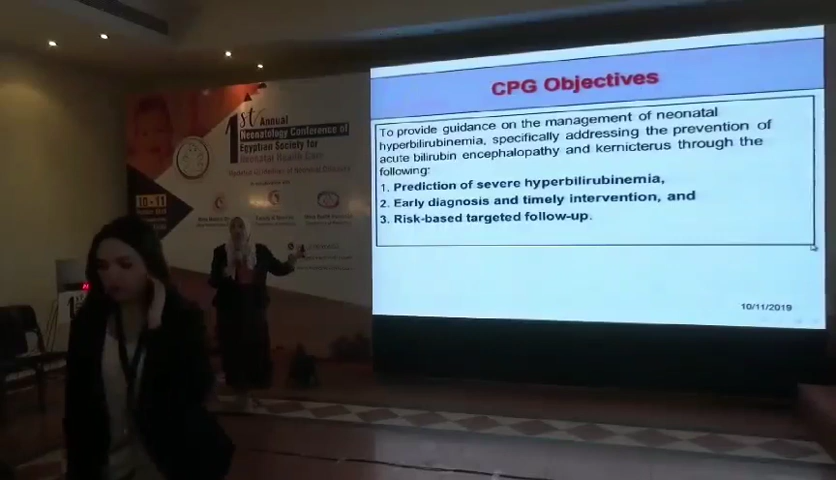 CPG Objectives
To provide guidance on the management of neonatal
hyperbilirubinemia, specifically addressing the prevention of
acute bilirubin encephalopathy and kernicterus through the
following:
1. Prediction of severe hyperbilirubinemia,
2. Early diagnosis and timely intervention, and
3. Risk-based targeted follow-up.
10/11/2019
1st Annual
Neonatology Conference of
Egyptian Society for
Neonatal Health Care
10-11